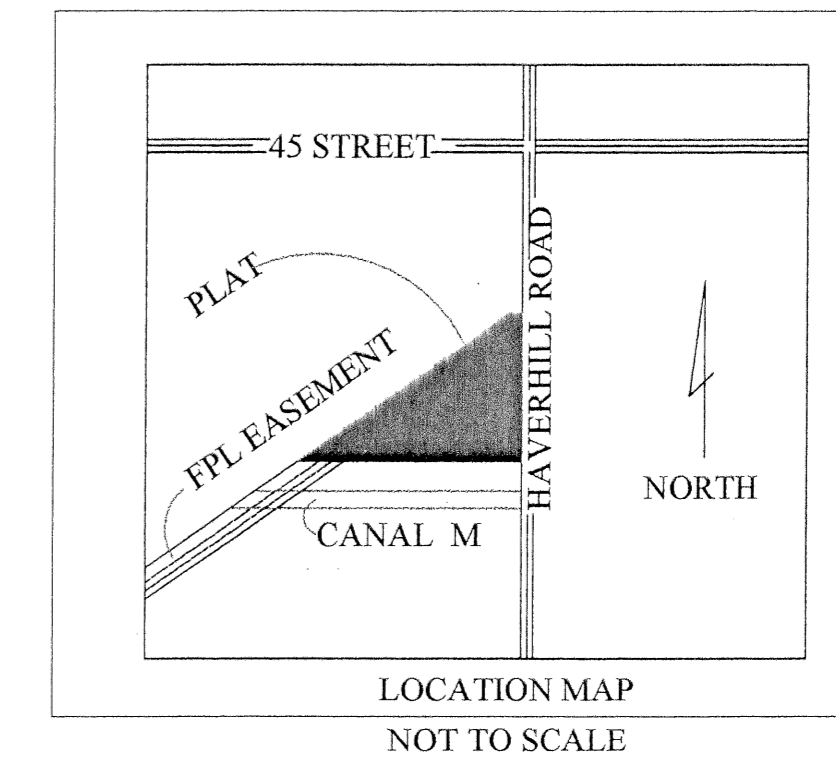 45 STREET
PLAT
HAVERHILL ROAD
FPL EASEMENT
NORTH
CANAL M
LOCATION MAP
NOT TO SCALE